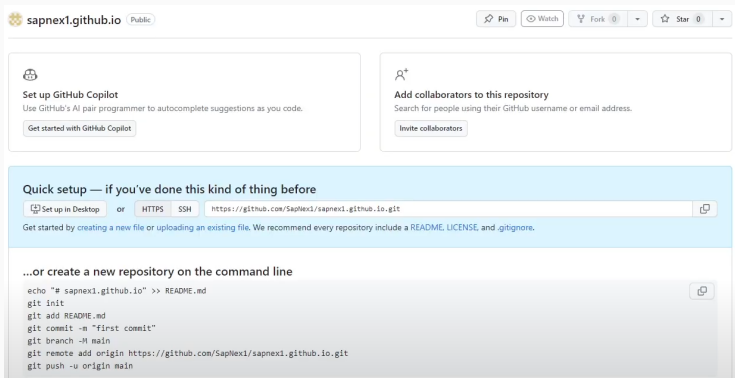 sapnex1.github.io Public
Pin Watch Fork 0 Star 0
Set up GitHub Copilot
Use GitHub's AI pair programmer to autocomplete suggestions as you code.
Get started with GitHub Copilot
Add collaborators to this repository
Search for people using their GitHub username or email address.
Invite collaborators
Quick setup — if you've done this kind of thing before
Set up in Desktop or HTTPS SSH https://github.com/SapNex1/sapnex1.github.io.git
Get started by creating a new file or uploading an existing file. We recommend every repository include a README, LICENSE, and .gitignore.
...or create a new repository on the command line
echo "# sapnex1.github.io" >> README.md
git init
git add README.md
git commit -m "first commit"
git branch -M main
git remote add origin https://github.com/SapNex1/sapnex1.github.io.git
git push -u origin main